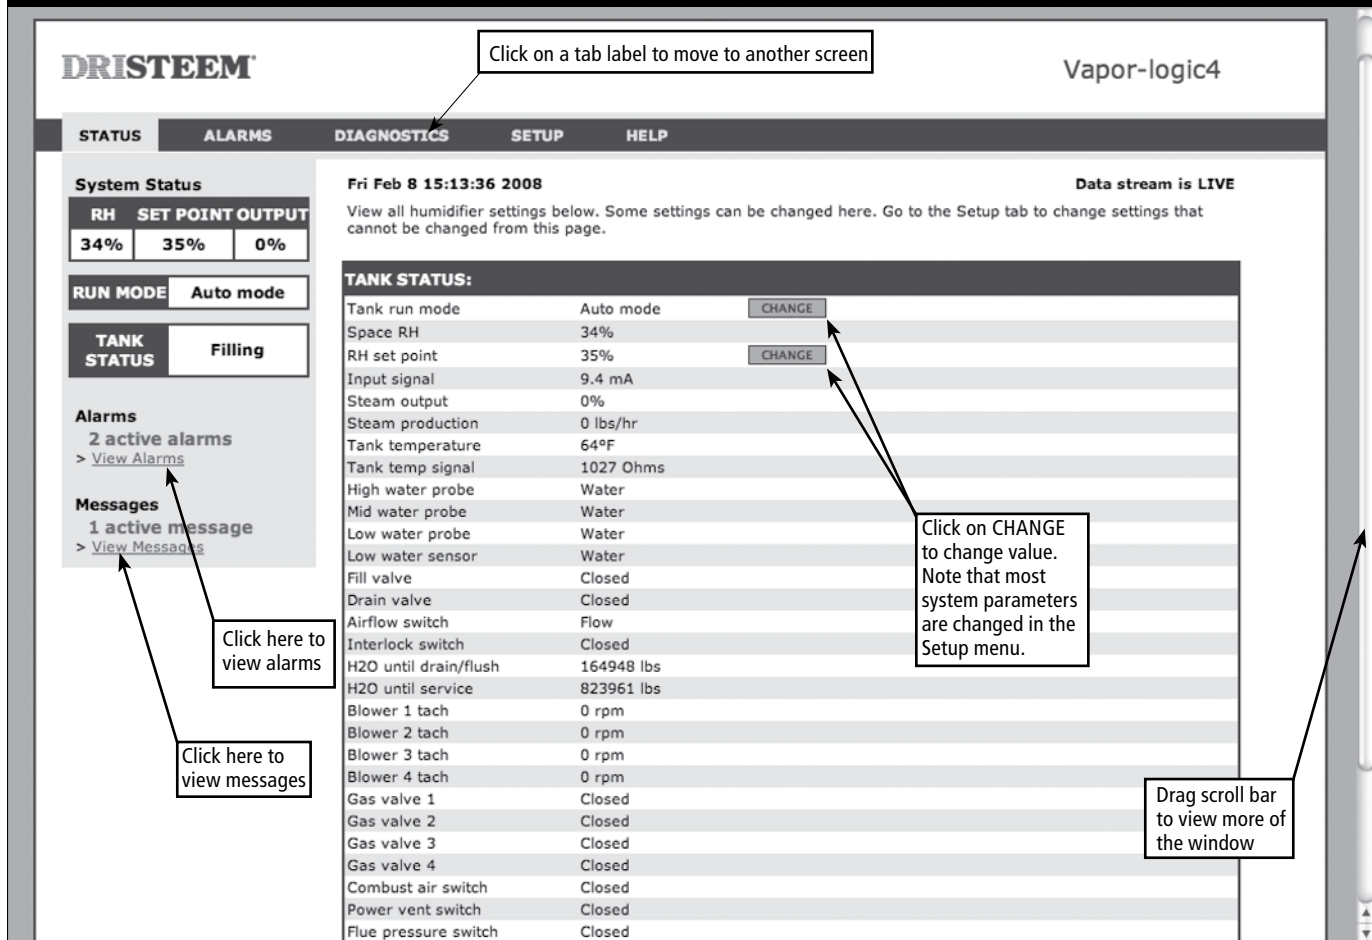 DRISTEEM
Click on a tab label to move to another screen
Vapor-logic4
STATUS ALARMS DIAGNOSTICS SETUP HELP
System Status
RH SET POINT OUTPUT
34% 35% 0%
RUN MODE Auto mode
TANK STATUS Filling
Alarms
2 active alarms
> View Alarms
Messages
1 active message
> View Messages
Click here to
view alarms
Click here to
view messages
Fri Feb 8 15:13:36 2008 Data stream is LIVE
View all humidifier settings below. Some settings can be changed here. Go to the Setup tab to change settings that
cannot be changed from this page.
TANK STATUS:
Tank run mode Auto mode CHANGE
Space RH 34%
RH set point 35% CHANGE
Input signal 9.4 mA
Steam output 0%
Steam production 0 lbs/hr
Tank temperature 64ºF
Tank temp signal 1027 Ohms
High water probe Water
Mid water probe Water
Low water probe Water
Low water sensor Water
Fill valve Closed
Drain valve Closed
Airflow switch Flow
Interlock switch Closed
H2O until drain/flush 164948 lbs
H2O until service 823961 lbs
Blower 1 tach 0 rpm
Blower 2 tach 0 rpm
Blower 3 tach 0 rpm
Blower 4 tach 0 rpm
Gas valve 1 Closed
Gas valve 2 Closed
Gas valve 3 Closed
Gas valve 4 Closed
Combust air switch Closed
Power vent switch Closed
Flue pressure switch Closed
Click on CHANGE
to change value.
Note that most
system parameters
are changed in the
Setup menu.
Drag scroll bar
to view more of
the window